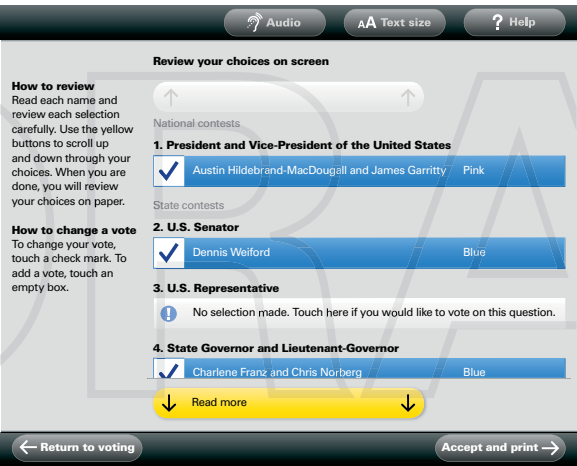 Audio
AA Text size
? Help
Review your choices on screen
How to review
Read each name and
review each selection
carefully. Use the yellow
buttons to scroll up
and down through your
choices. When you are
done, you will review
your choices on paper.
How to change a vote
To change your vote,
touch a check mark. To
add a vote, touch an
empty box.
National contests
1. President and Vice-President of the United States
Austin Hildebrand-MacDougall and James Garritty Pink
State contests
2. U.S. Senator
Dennis Weiford Blue
3. U.S. Representative
! No selection made. Touch here if you would like to vote on this question.
4. State Governor and Lieutenant-Governor
Charlene Franz and Chris Norberg Blue
Read more
Return to voting
Accept and print
DRA